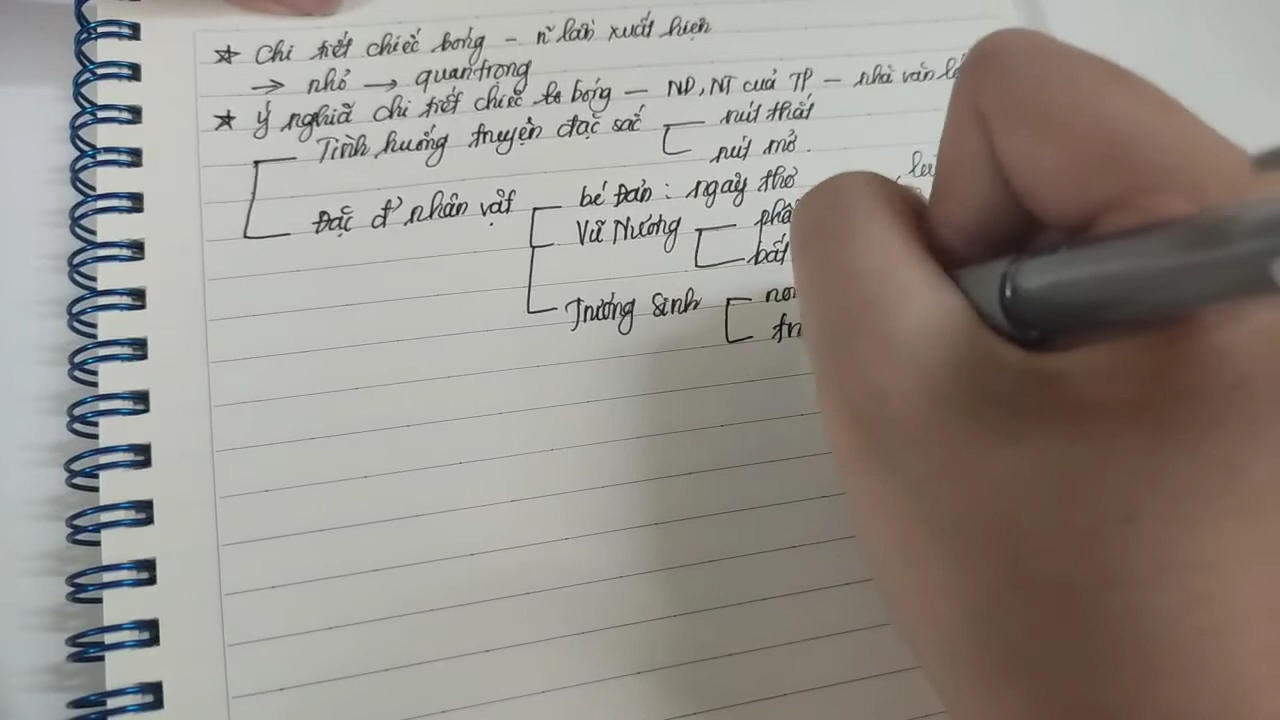 ☆ Chi tiết chiếc bóng - n̄ lần xuất hiện
→ nhỏ → quan trọng
★ Ý nghĩa chi tiết chiếc bóng - ND, NT của TP - nhà văn
Tình huống truyện đặc sắc
nút thắt
nút mở.
Đặc đ' nhân vật
bé Đản: ngây thơ
Vũ Nương
bất
Trương Sinh